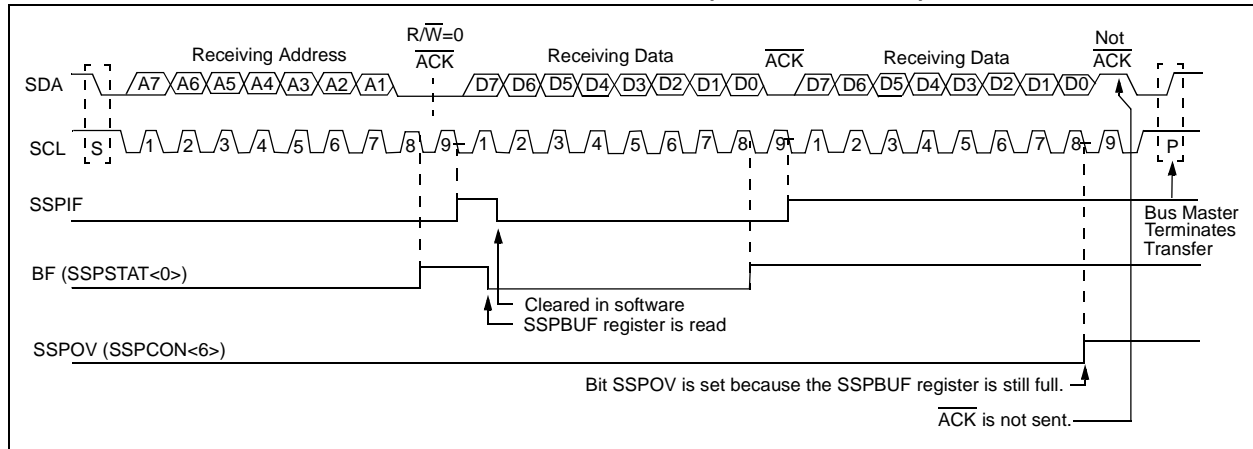 R/W=0
Not
Receiving Address
ACK
Receiving Data
ACK
Receiving Data
ACK
SDA
A7 A6 A5 A4 A3 A2 A1
D7 D6 D5 D4 D3 D2 D1 D0
D7 D6 D5 D4 D3 D2 D1 D0
SCL
S
1 2 3 4 5 6 7 8 9
1 2 3 4 5 6 7 8 9
1 2 3 4 5 6 7 8 9
P
SSPIF
Bus Master
Terminates
Transfer
BF (SSPSTAT<0>)
Cleared in software
SSPBUF register is read
SSPOV (SSPCON<6>)
Bit SSPOV is set because the SSPBUF register is still full.
ACK is not sent.